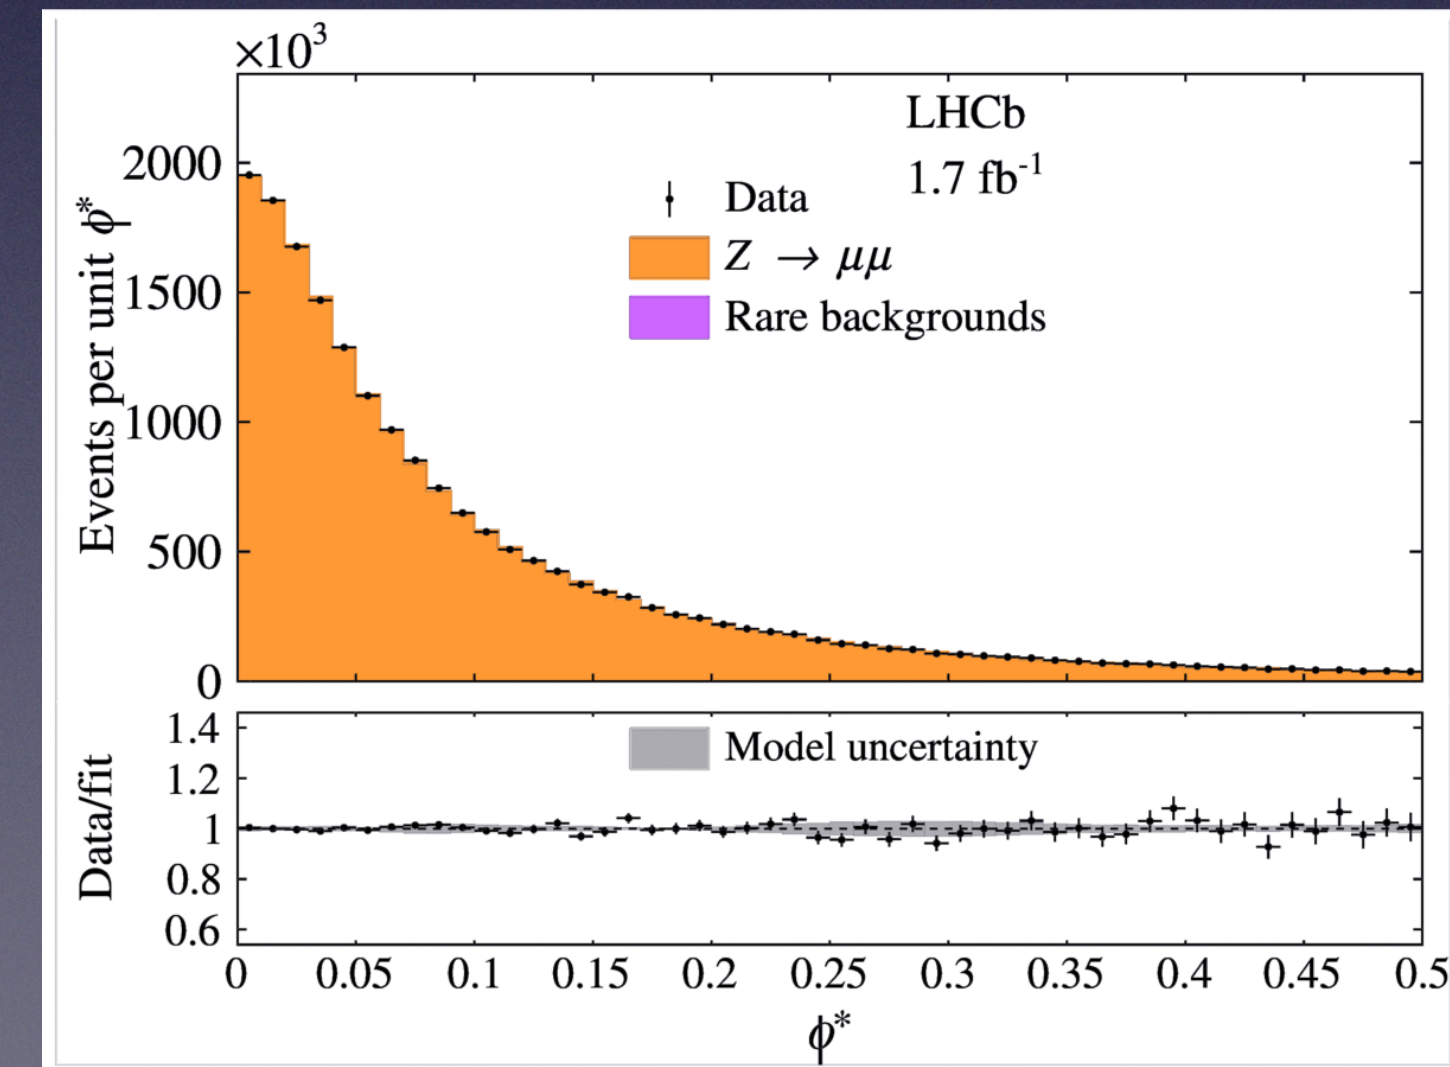 ×10³
LHCb
1.7 fb⁻¹
Data
Z → μμ
Rare backgrounds
Events per unit ϕ*
2000
1500
1000
500
0
Model uncertainty
Data/fit
1.4
1.2
1
0.8
0.6
0 0.05 0.1 0.15 0.2 0.25 0.3 0.35 0.4 0.45 0.5
ϕ*